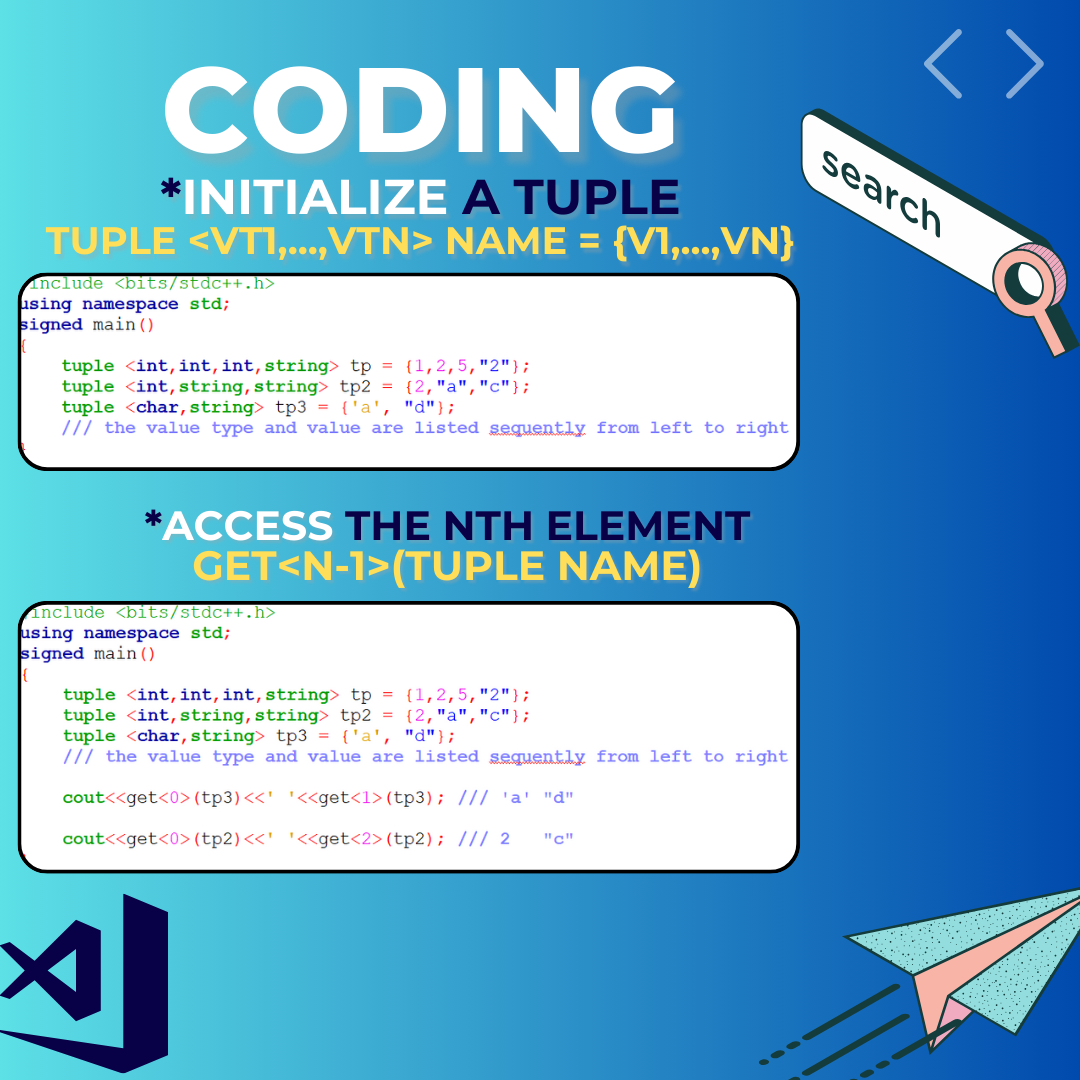 CODING
*INITIALIZE A TUPLE
TUPLE <VT1,...,VTN> NAME = {V1,...,VN}
search
include <bits/stdc++.h>
using namespace std;
signed main()
{
tuple <int,int,int,string> tp = {1,2,5,"2"};
tuple <int,string,string> tp2 = {2,"a","c"};
tuple <char,string> tp3 = {'a', "d"};
/// the value type and value are listed sequently from left to right
*ACCESS THE NTH ELEMENT
GET<N-1>(TUPLE NAME)
include <bits/stdc++.h>
using namespace std;
signed main()
{
tuple <int,int,int,string> tp = {1,2,5,"2"};
tuple <int,string,string> tp2 = {2,"a","c"};
tuple <char,string> tp3 = {'a', "d"};
/// the value type and value are listed sequently from left to right
cout<<get<0>(tp3)<<' '<<get<1>(tp3); /// 'a' "d"
cout<<get<0>(tp2)<<' '<<get<2>(tp2); /// 2   "c"